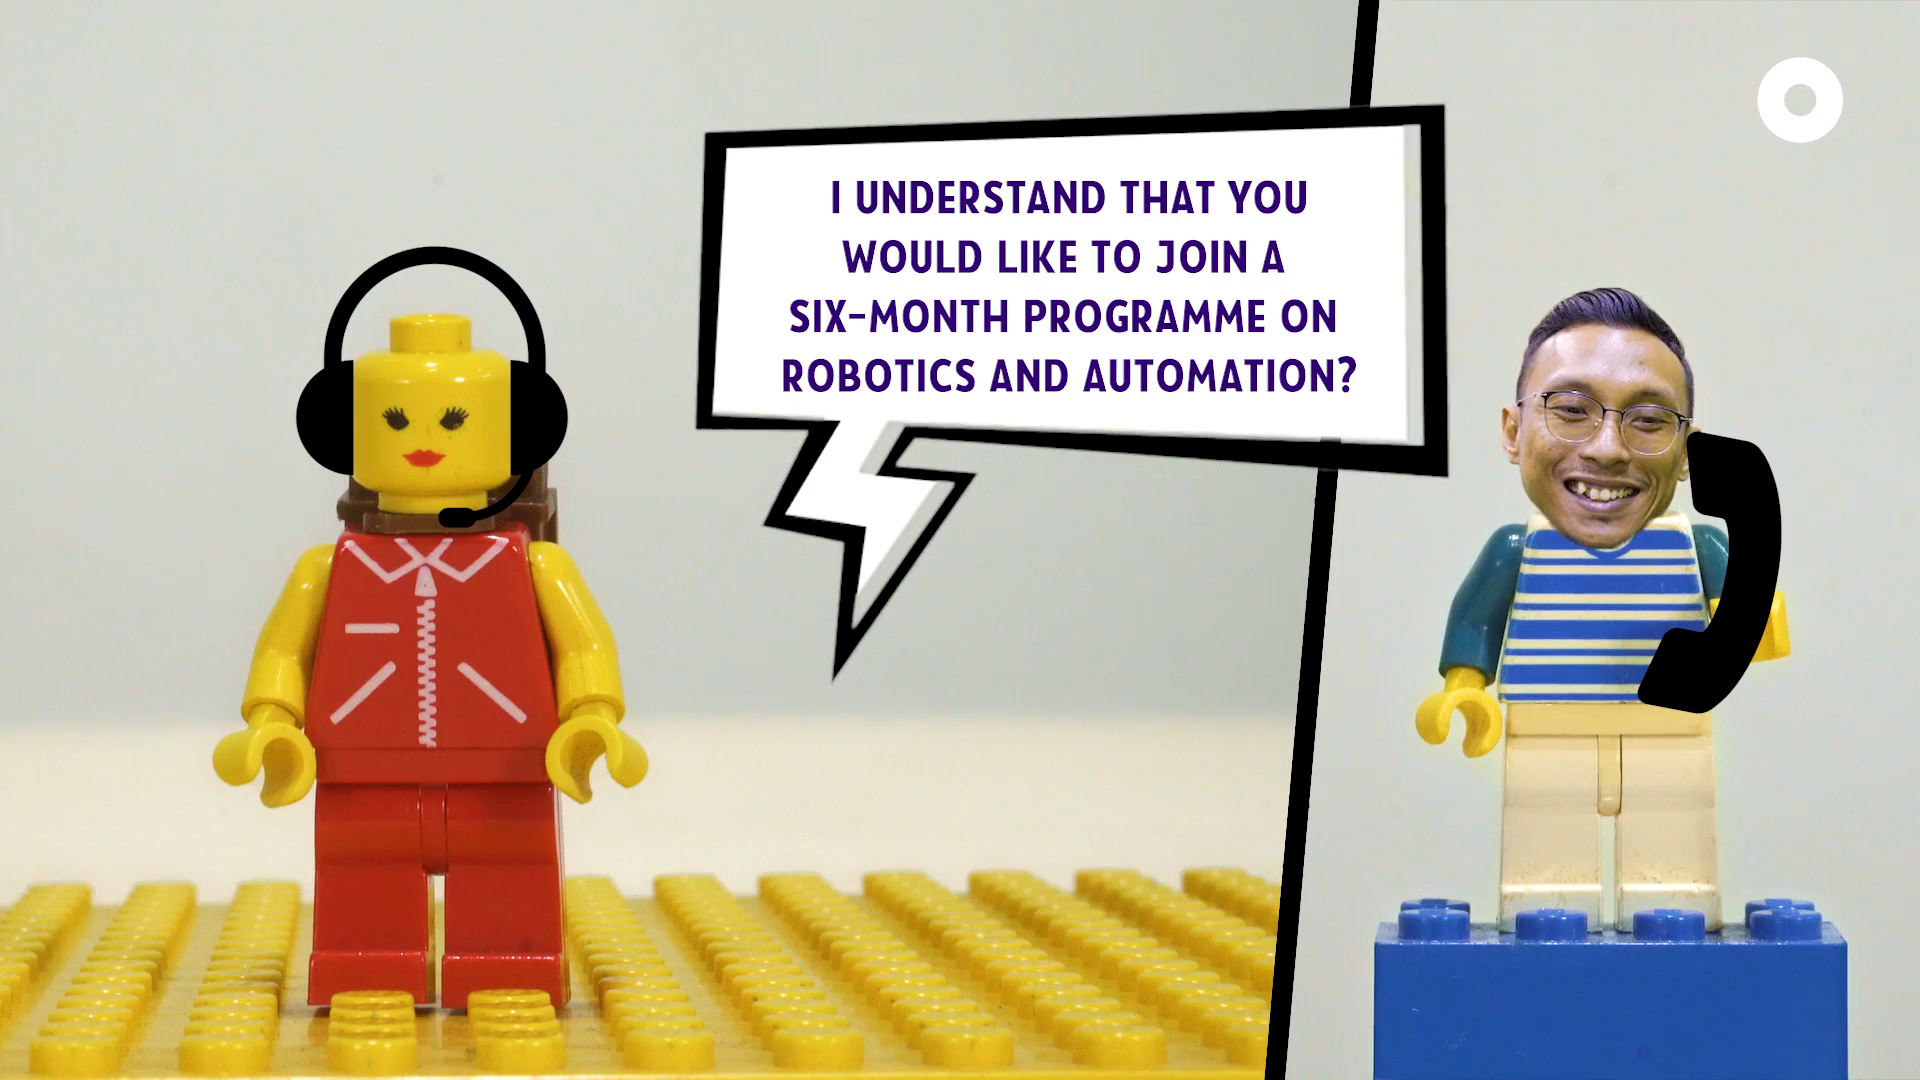 I UNDERSTAND THAT YOU
WOULD LIKE TO JOIN A
SIX-MONTH PROGRAMME ON
ROBOTICS AND AUTOMATION?